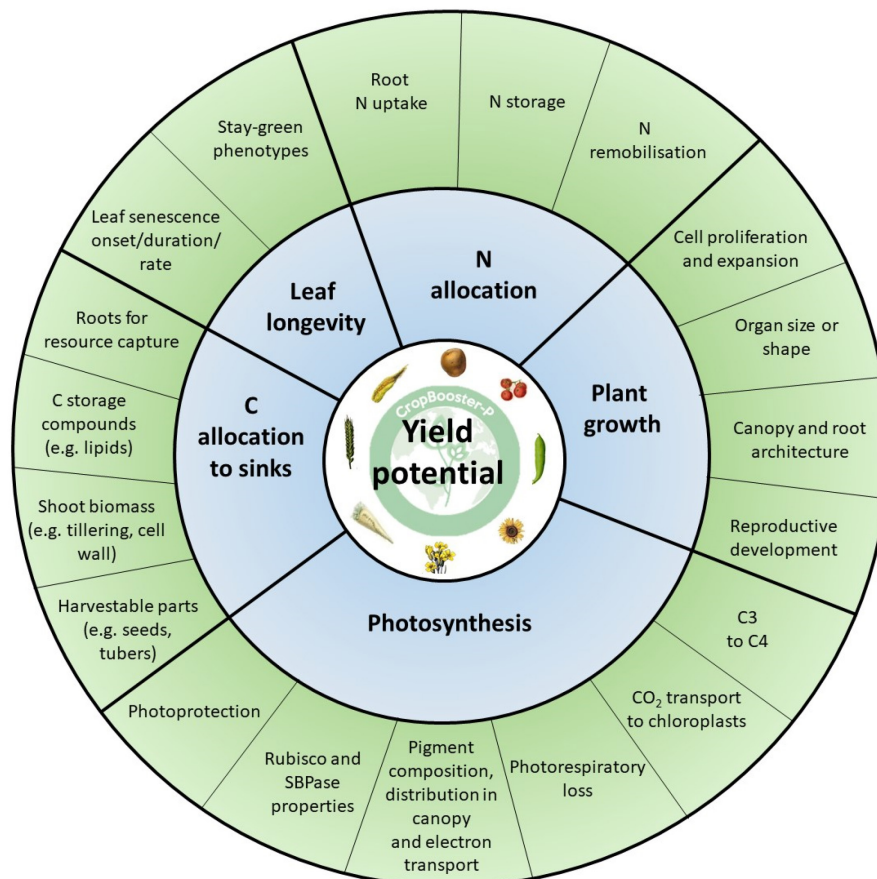 Root
N uptake
N storage
N
remobilisation
Stay-green
phenotypes
Leaf senescence
onset/duration/
rate
Cell proliferation
and expansion
Organ size or
shape
Canopy and root
architecture
Reproductive
development
Roots for
resource capture
C storage
compounds
(e.g. lipids)
Shoot biomass
(e.g. tillering, cell
wall)
Harvestable parts
(e.g. seeds,
tubers)
C3
to C4
CO₂ transport
to chloroplasts
Photorespiratory
loss
Pigment
composition,
distribution in
canopy
and electron
transport
Rubisco and
SBPase
properties
Photoprotection
N
allocation
Leaf
longevity
Plant
growth
C
allocation
to sinks
Photosynthesis
CropBooster-P
Yield
potential